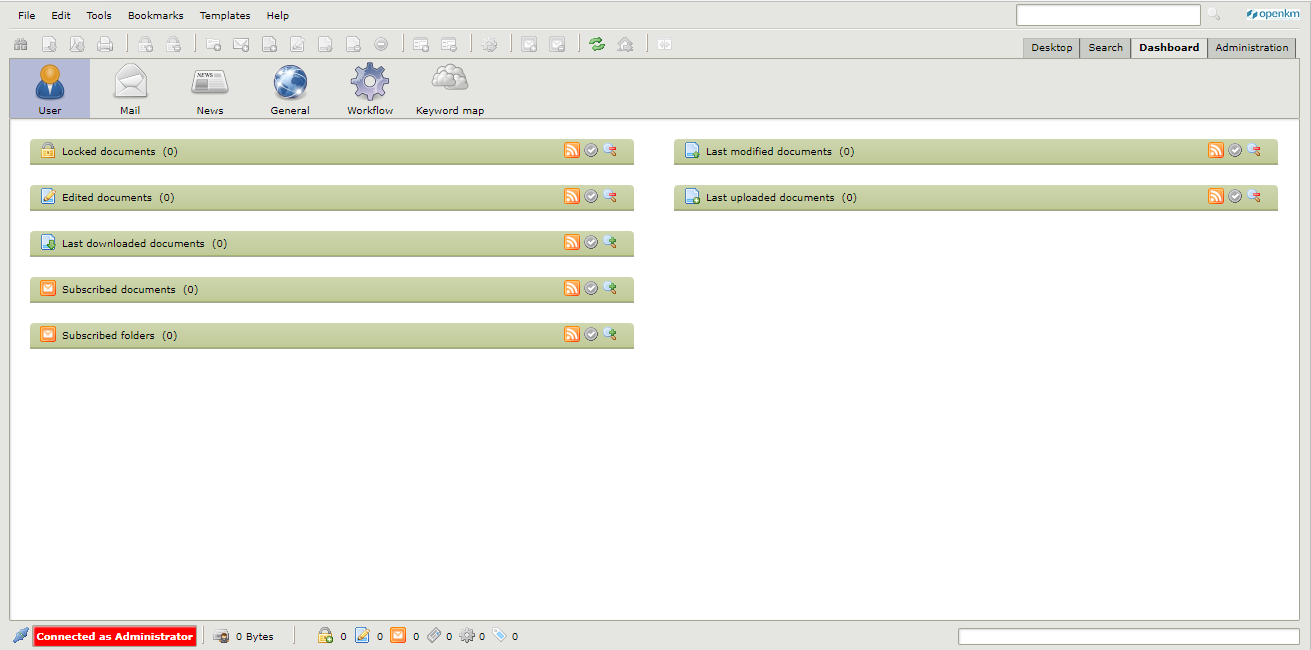 File Edit Tools Bookmarks Templates Help
openkm
Desktop Search Dashboard Administration
NEWS
User Mail News General Workflow Keyword map
Locked documents (0)
Last modified documents (0)
Edited documents (0)
Last uploaded documents (0)
Last downloaded documents (0)
Subscribed documents (0)
Subscribed folders (0)
Connected as Administrator 0 Bytes 0 0 0 0 0 0